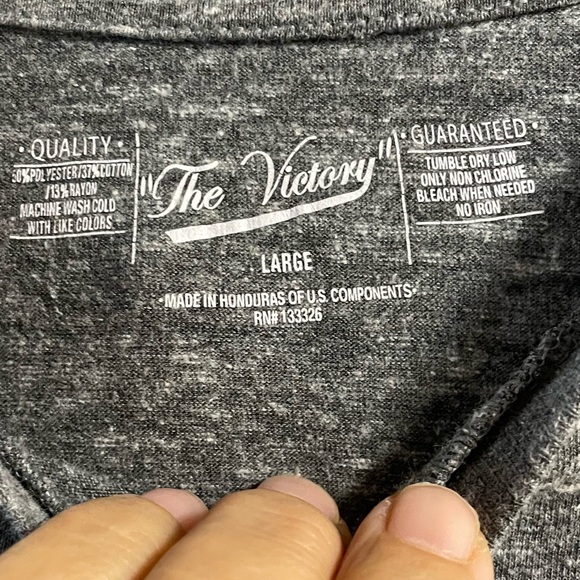 • QUALITY •
50%POLYESTER/37%COTTON
/13% RAYON
MACHINE WASH COLD
WITH LIKE COLORS
"The Victory"
• GUARANTEED •
TUMBLE DRY LOW
ONLY NON CHLORINE
BLEACH WHEN NEEDED
NO IRON
LARGE
•MADE IN HONDURAS OF U.S. COMPONENTS•
RN# 133326